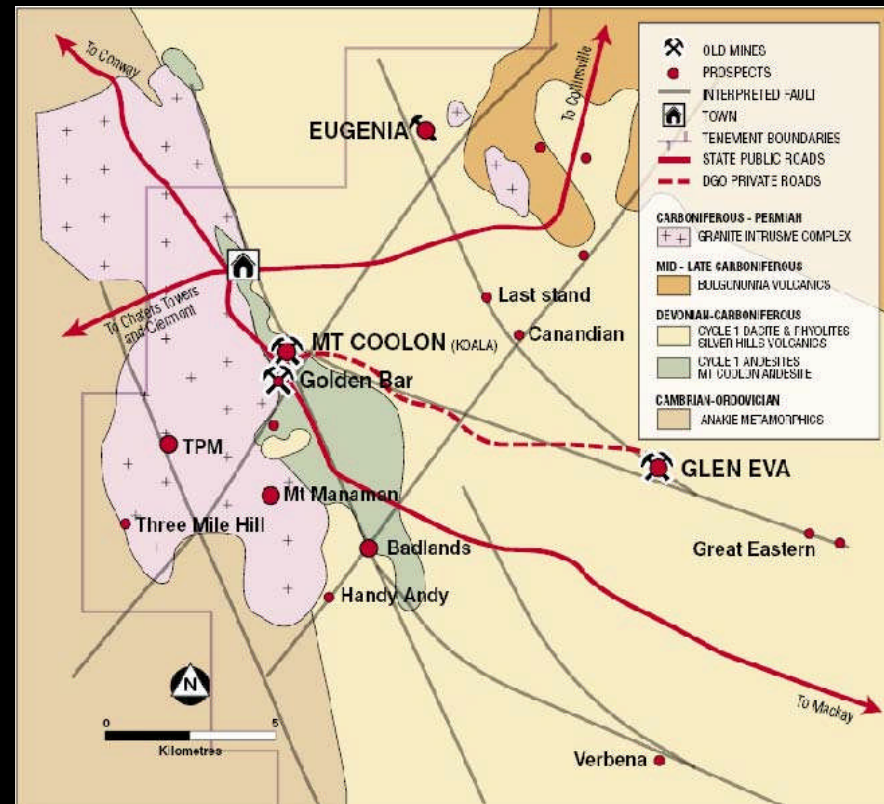 To Conway
To Collinsville
EUGENIA
To Chaters Towers
and Clermont
Last stand
Canandian
MT COOLON (KOALA)
Golden Bar
TPM
GLEN EVA
Mt Manaman
Three Mile Hill
Badlands
Great Eastern
Handy Andy
N
0 5
Kilometres
To Mackay
Verbena
OLD MINES
PROSPECTS
INTERPRETED FAULT
TOWN
TENEMENT BOUNDARIES
STATE PUBLIC ROADS
DGO PRIVATE ROADS
CARBONIFEROUS - PERMIAN
GRANITE INTRUSIVE COMPLEX
MID - LATE CARBONIFEROUS
BULGONUNNA VOLCANICS
DEVONIAN-CARBONIFEROUS
CYCLE 1 DACITE & RHYOLITES
SILVER HILLS VOLCANICS
CYCLE 1 ANDESITES
MT COOLON ANDESITE
CAMBRIAN-ORDOVICIAN
ANAKIE METAMORPHICS